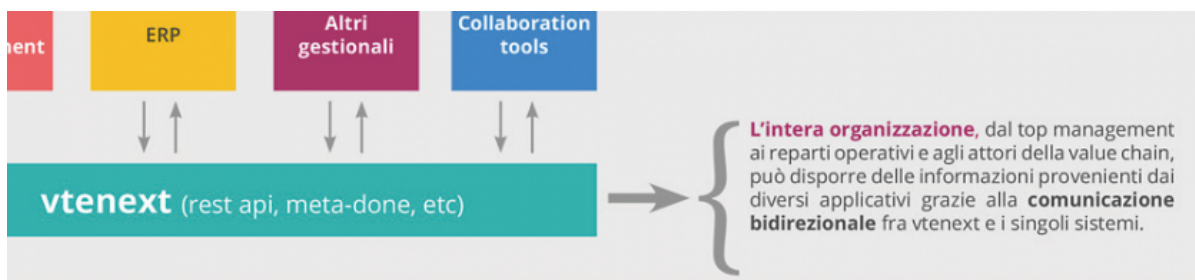 ERP
Altri
gestionali
Collaboration
tools
vtenext (rest api, meta-done, etc)
L'intera organizzazione, dal top management
ai reparti operativi e agli attori della value chain,
può disporre delle informazioni provenienti dai
diversi applicativi grazie alla comunicazione
bidirezionale fra vtenext e i singoli sistemi.